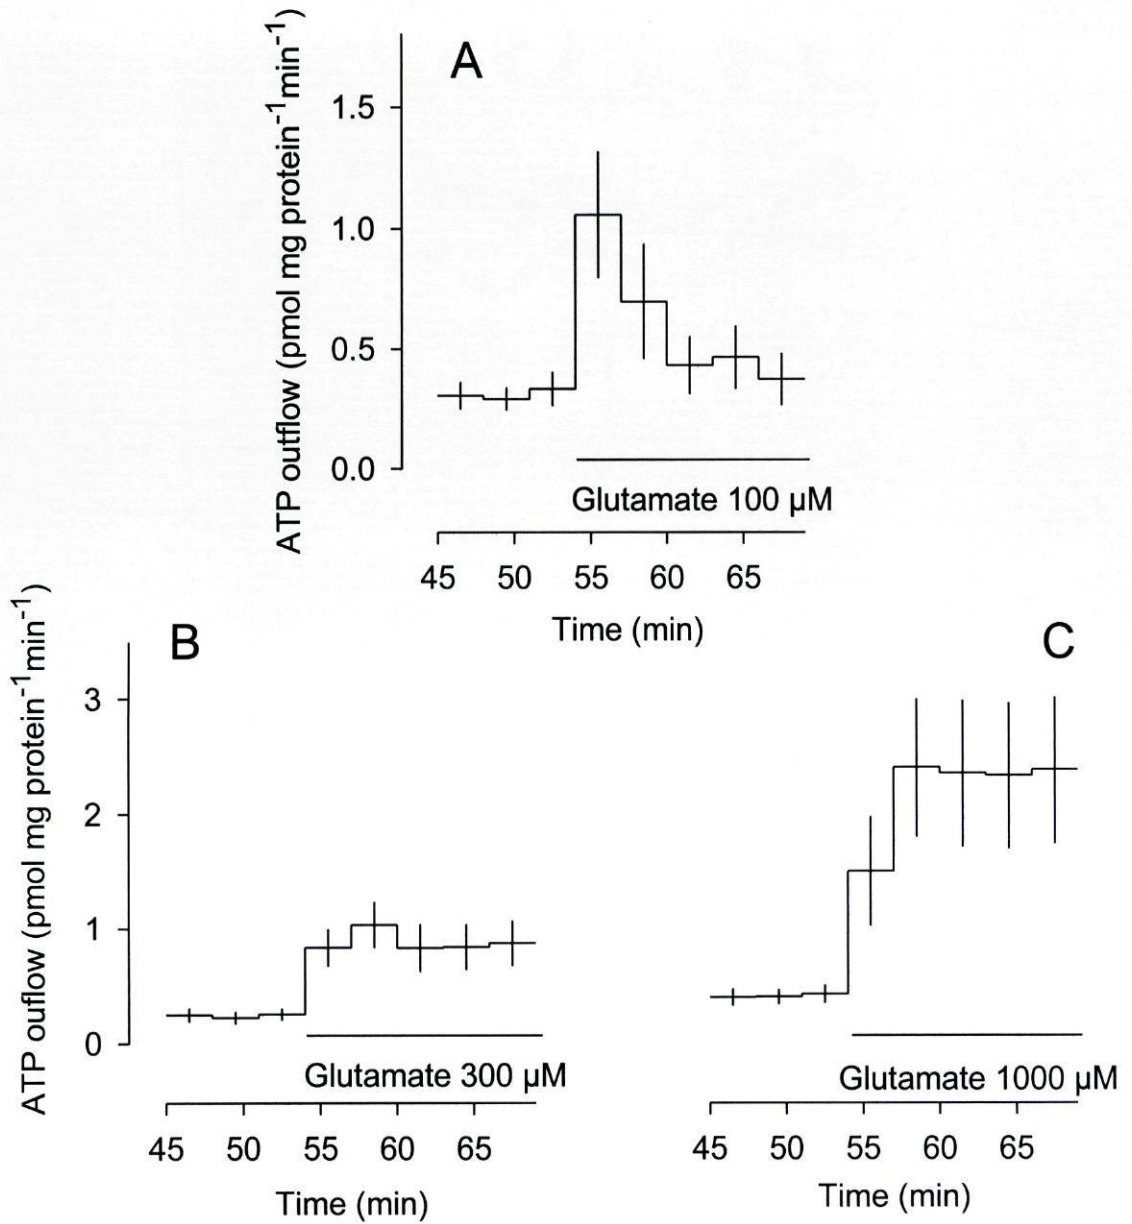 A
ATP outflow (pmol mg protein-1min-1)
1.5
1.0
0.5
0.0
Glutamate 100 µM
45 50 55 60 65
Time (min)
B
C
ATP ouflow (pmol mg protein-1min-1)
3
2
1
0
Glutamate 300 µM
Glutamate 1000 µM
45 50 55 60 65
45 50 55 60 65
Time (min)
Time (min)